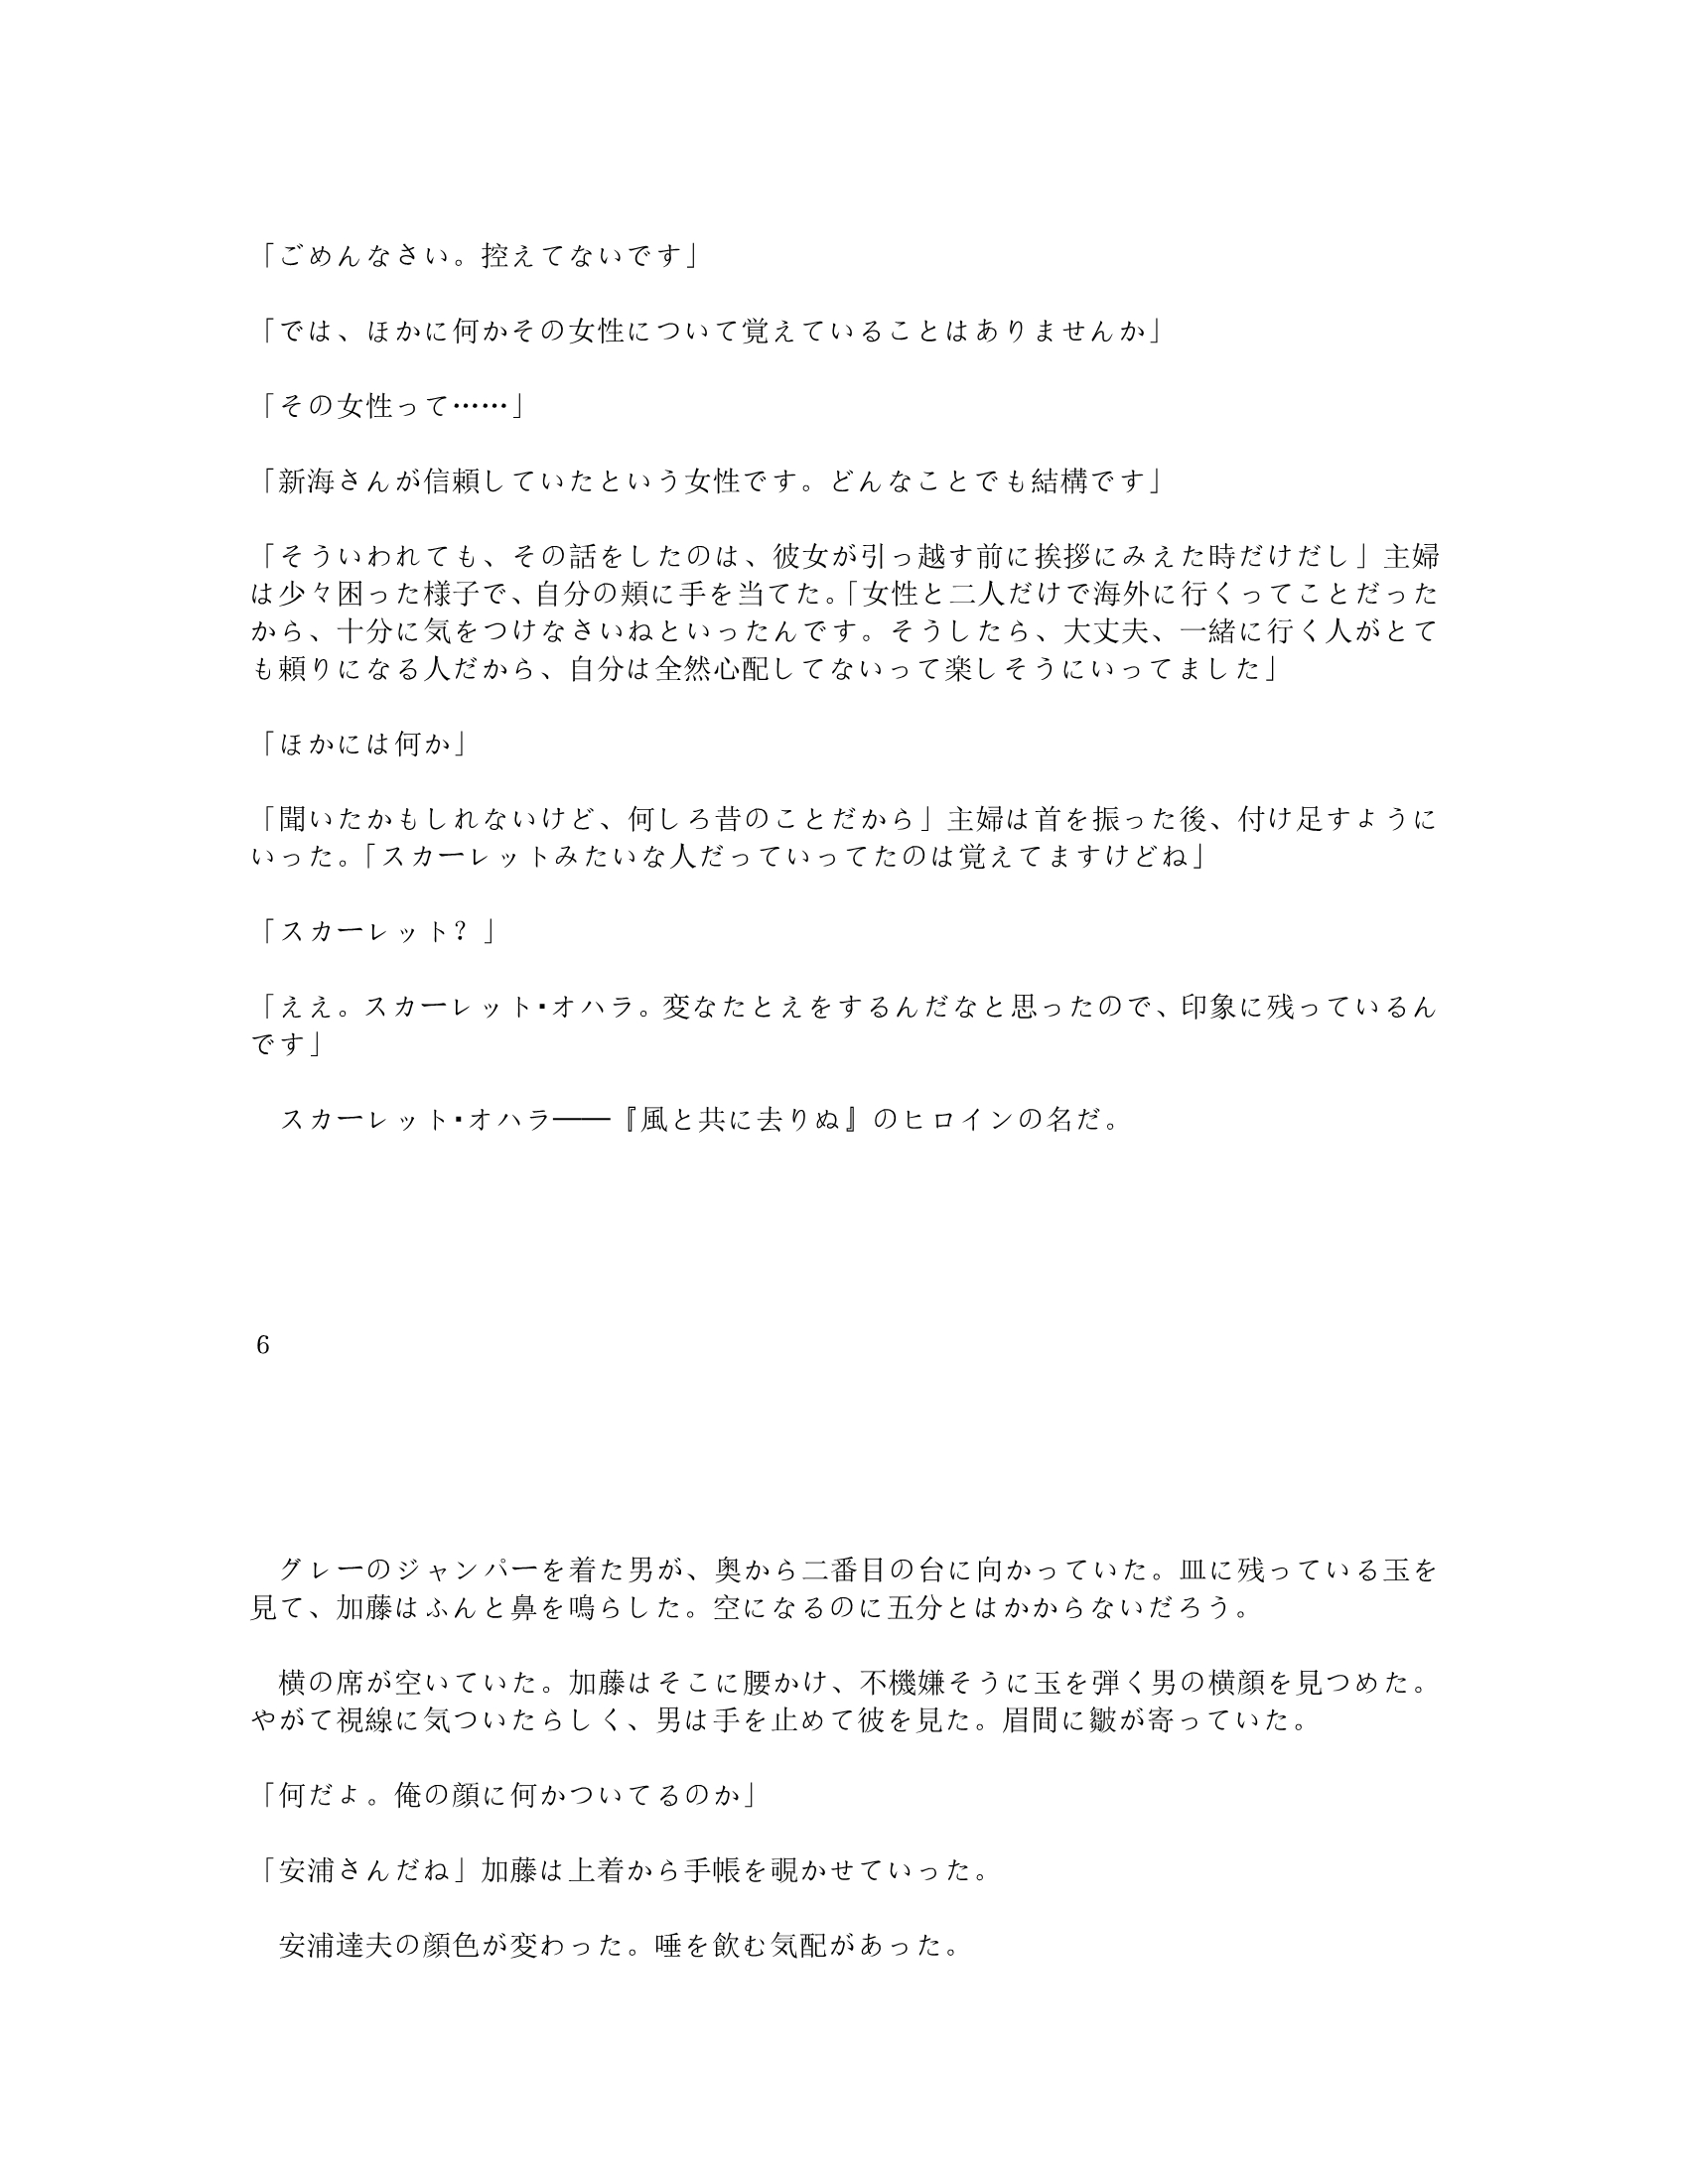 「ごめんなさい。控えてないです」
「では、ほかに何かその女性について覚えていることはありませんか」
「その女性って……」
「新海さんが信頼していたという女性です。どんなことでも結構です」
「そういわれても、その話をしたのは、彼女が引っ越す前に挨拶にみえた時だけだし」主婦
は少々困った様子で、自分の頬に手を当てた。「女性と二人だけで海外に行くってことだった
から、十分に気をつけなさいねといったんです。そうしたら、大丈夫、一緒に行く人がとて
も頼りになる人だから、自分は全然心配してないって楽しそうにいってました」
「ほかには何か」
「聞いたかもしれないけど、何しろ昔のことだから」主婦は首を振った後、付け足すように
いった。「スカーレットみたいな人だっていってたのは覚えてますけどね」
「スカーレット？」
「ええ。スカーレット・オハラ。変なたとえをするんだなと思ったので、印象に残っているん
です」
　スカーレット・オハラ――『風と共に去りぬ』のヒロインの名だ。
6
　グレーのジャンパーを着た男が、奥から二番目の台に向かっていた。皿に残っている玉を
見て、加藤はふんと鼻を鳴らした。空になるのに五分とはかからないだろう。
　横の席が空いていた。加藤はそこに腰かけ、不機嫌そうに玉を弾く男の横顔を見つめた。
やがて視線に気ついたらしく、男は手を止めて彼を見た。眉間に皺が寄っていた。
「何だよ。俺の顔に何かついてるのか」
「安浦さんだね」加藤は上着から手帳を覗かせていった。
　安浦達夫の顔色が変わった。唾を飲む気配があった。